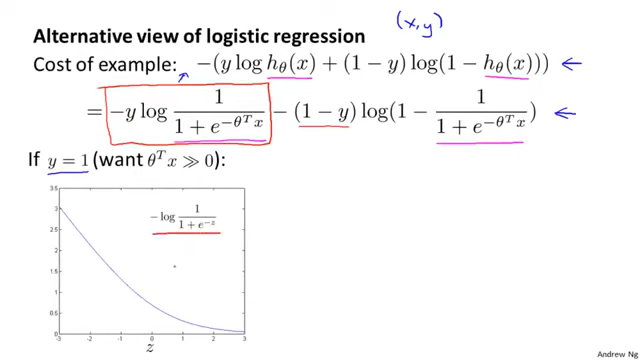 (x,y)
Alternative view of logistic regression
Cost of example: −(y log h_θ(x) + (1 − y) log(1 − h_θ(x))) ←
= −y log 1/(1 + e^{−θ^T x}) − (1 − y) log(1 − 1/(1 + e^{−θ^T x})) ←
If y = 1 (want θ^T x ≫ 0):
3.5
3
2.5
2
1.5
1
0.5
0
− log 1/(1 + e^{−z})
-3 -2 -1 0 1 2 3
z
Andrew Ng